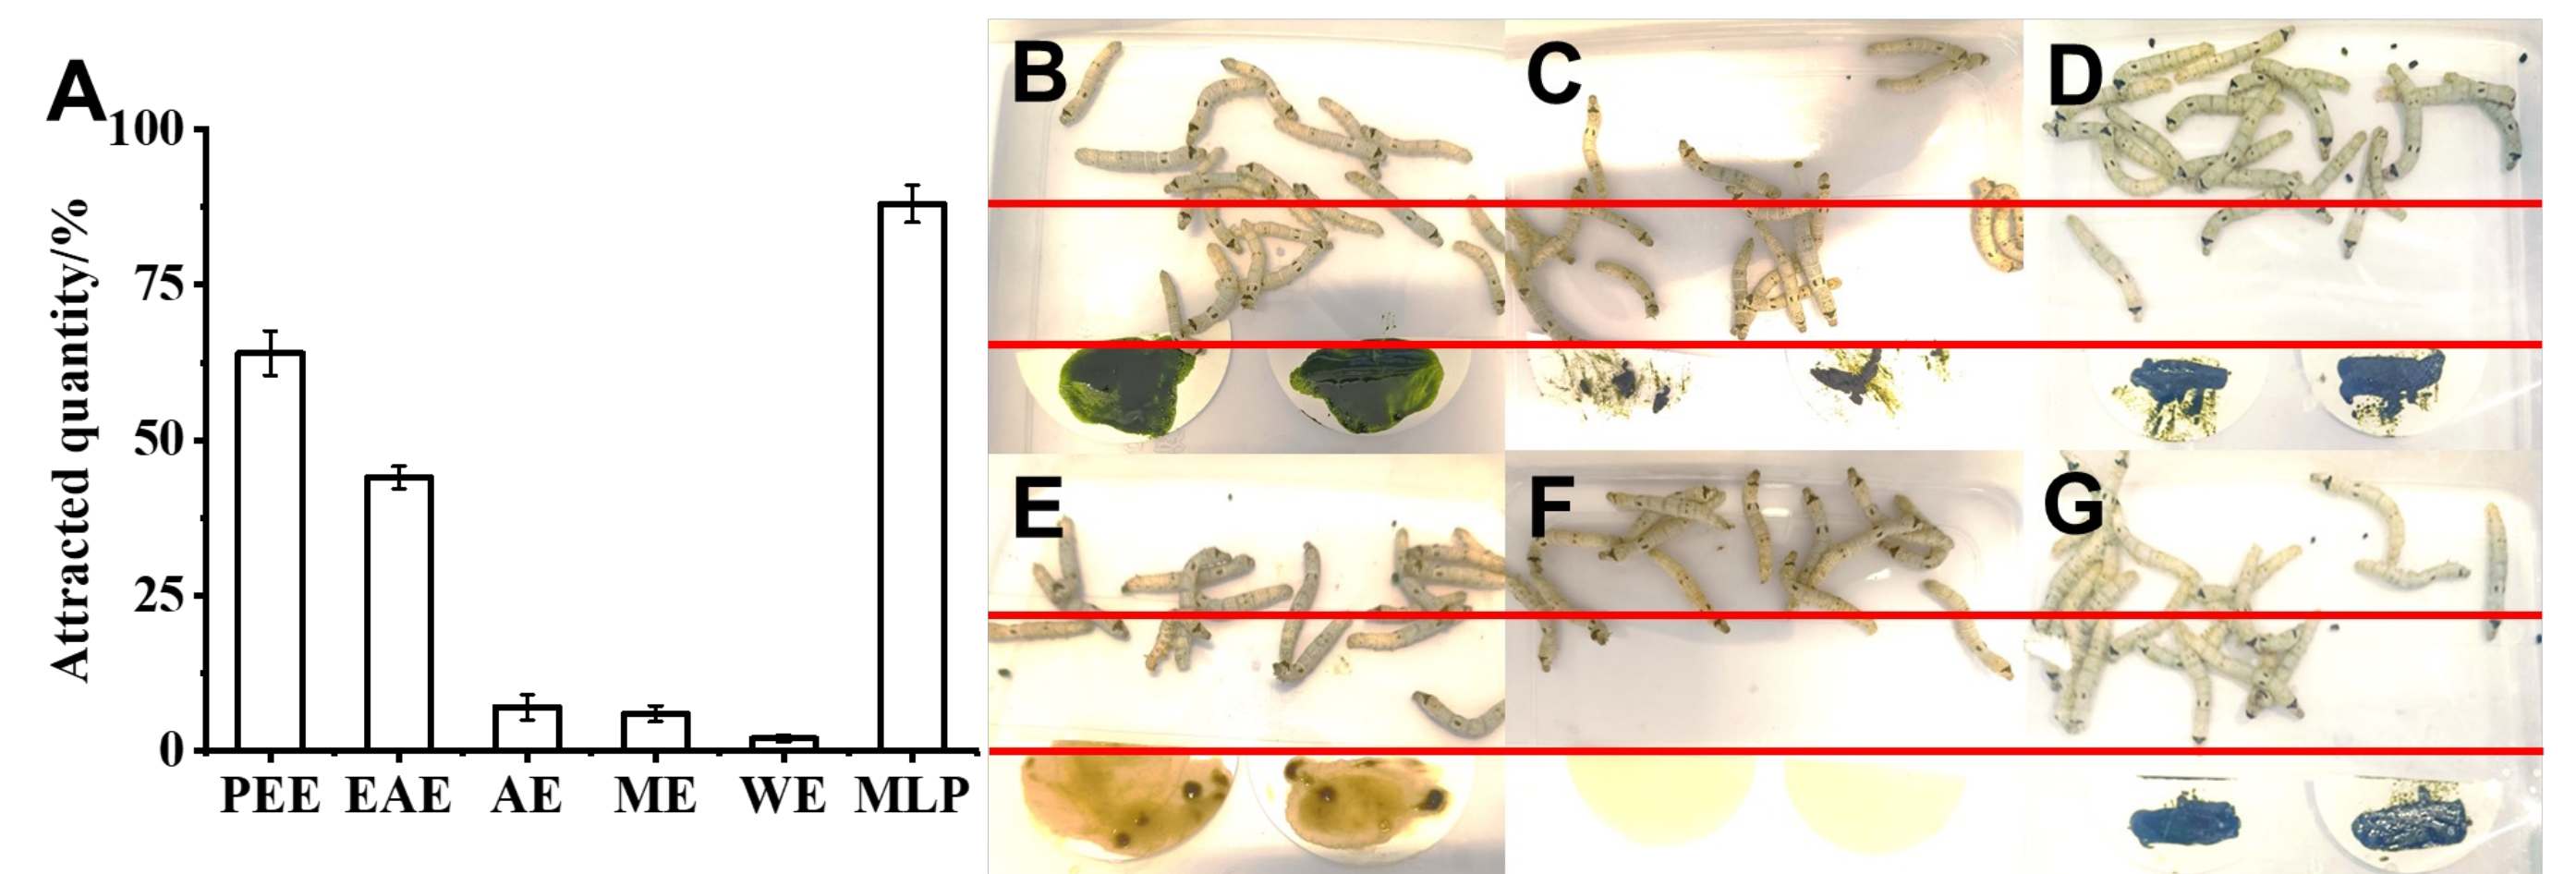 A
100
75
50
25
0
Attracted quantity/%
PEE EAE AE ME WE MLP
B
C
D
E
F
G